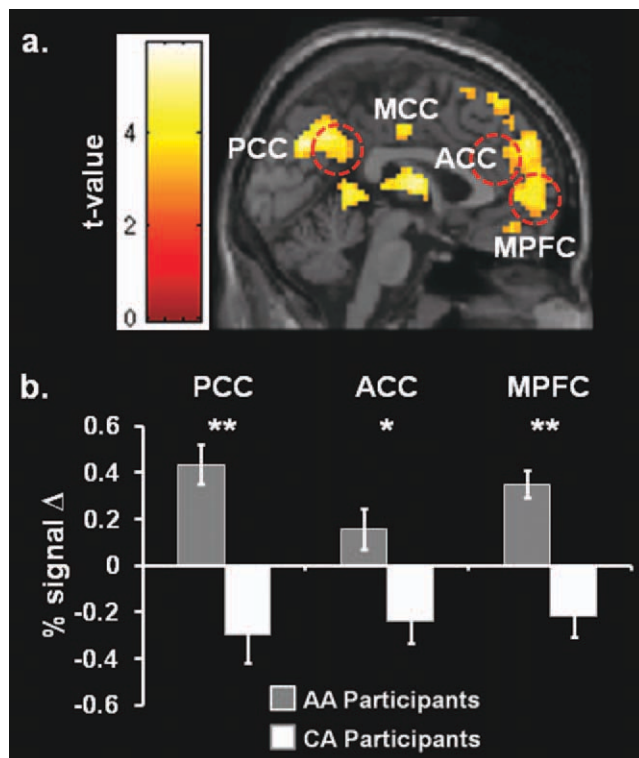 a.
t-value
4
2
0
PCC
MCC
ACC
MPFC
b.
PCC ACC MPFC
** * **
% signal Δ
0.6
0.4
0.2
0
-0.2
-0.4
-0.6
AA Participants
CA Participants